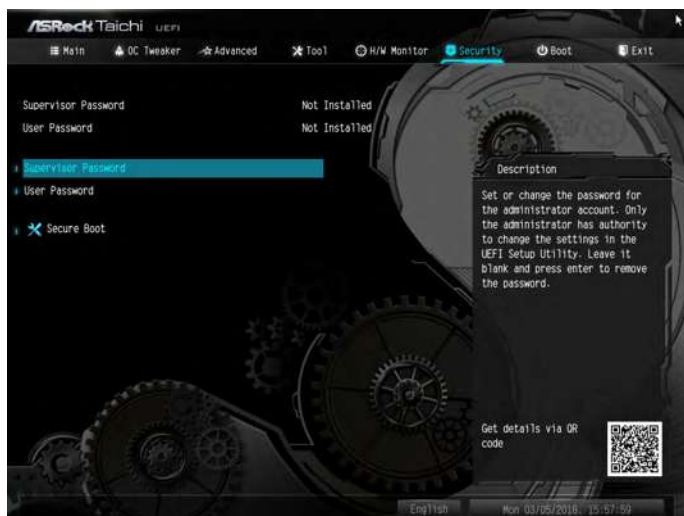 ASRock Taichi UEFI
Main OC Tweaker Advanced Tool H/W Monitor Security Boot Exit
Supervisor Password Not Installed
User Password Not Installed
Supervisor Password
User Password
Secure Boot
Description
Set or change the password for
the administrator account. Only
the administrator has authority
to change the settings in the
UEFI Setup Utility. Leave it
blank and press enter to remove
the password.
Get details via QR
code
English Mon 03/05/2018, 15:57:59